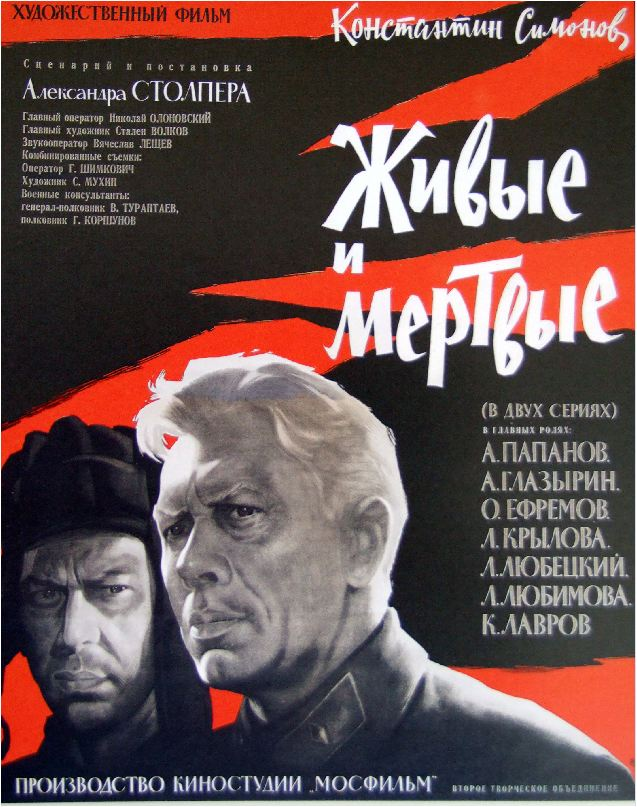 ХУДОЖЕСТВЕННЫЙ ФИЛЬМ
Константин Симонов
Сценарий и постановка
Александра СТОЛПЕРА
Главный оператор Николай ОЛОНОВСКИЙ
Главный художник Стален ВОЛКОВ
Звукооператор Вячеслав ЛЕЩЕВ
Комбинированные съемки:
Оператор Г. ШИМКОВИЧ
Художник С. МУХИН
Военные консультанты:
генерал-полковник В. ТУРАПТАЕВ,
полковник Г. КОРШУНОВ
Живые
и
мертвые
(В ДВУХ СЕРИЯХ)
В ГЛАВНЫХ РОЛЯХ:
А. ПАПАНОВ.
А. ГЛАЗЫРИН.
О. ЕФРЕМОВ.
Л. КРЫЛОВА.
Л. ЛЮБЕЦКИЙ.
Л. ЛЮБИМОВА.
К. ЛАВРОВ
ПРОИЗВОДСТВО КИНОСТУДИИ „МОСФИЛЬМ" ВТОРОЕ ТВОРЧЕСКОЕ ОБЪЕДИНЕНИЕ